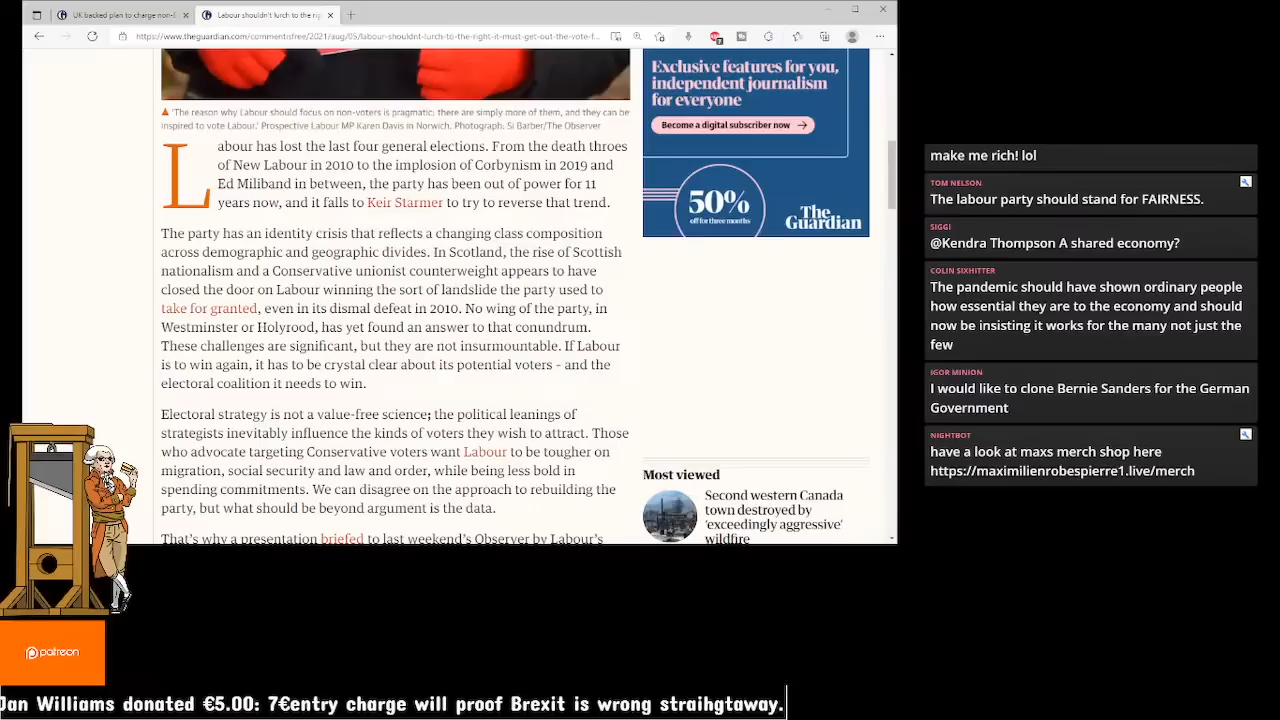 UK backed plan to charge non-E
Labour shouldn't lurch to the rig
https://www.theguardian.com/commentisfree/2021/aug/05/labour-shouldnt-lurch-to-the-right-it-must-get-out-the-vote-f...
'The reason why Labour should focus on non-voters is pragmatic: there are simply more of them, and they can be
inspired to vote Labour.' Prospective Labour MP Karen Davis in Norwich. Photograph: Si Barber/The Observer
Labour has lost the last four general elections. From the death throes
of New Labour in 2010 to the implosion of Corbynism in 2019 and
Ed Miliband in between, the party has been out of power for 11
years now, and it falls to Keir Starmer to try to reverse that trend.
The party has an identity crisis that reflects a changing class composition
across demographic and geographic divides. In Scotland, the rise of Scottish
nationalism and a Conservative unionist counterweight appears to have
closed the door on Labour winning the sort of landslide the party used to
take for granted, even in its dismal defeat in 2010. No wing of the party, in
Westminster or Holyrood, has yet found an answer to that conundrum.
These challenges are significant, but they are not insurmountable. If Labour
is to win again, it has to be crystal clear about its potential voters – and the
electoral coalition it needs to win.
Electoral strategy is not a value-free science; the political leanings of
strategists inevitably influence the kinds of voters they wish to attract. Those
who advocate targeting Conservative voters want Labour to be tougher on
migration, social security and law and order, while being less bold in
spending commitments. We can disagree on the approach to rebuilding the
party, but what should be beyond argument is the data.
That's why a presentation briefed to last weekend's Observer by Labour's
Exclusive features for you,
independent journalism
for everyone
Become a digital subscriber now
50%
off for three months
The
Guardian
Most viewed
Second western Canada
town destroyed by
'exceedingly aggressive'
wildfire
make me rich! lol
TOM NELSON
The labour party should stand for FAIRNESS.
SIGGI
@Kendra Thompson A shared economy?
COLIN SIXHITTER
The pandemic should have shown ordinary people
how essential they are to the economy and should
now be insisting it works for the many not just the
few
IGOR MINION
I would like to clone Bernie Sanders for the German
Government
NIGHTBOT
have a look at maxs merch shop here
https://maximilienrobespierre1.live/merch
patreon
Jan Williams donated €5.00: 7€entry charge will proof Brexit is wrong straihgtaway.